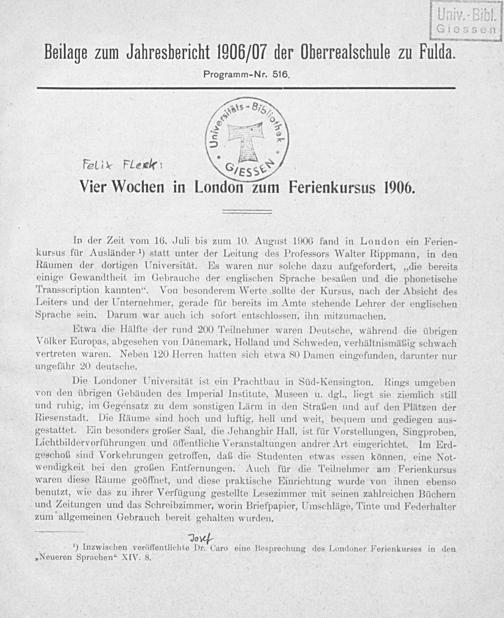 Univ.-Bibl.
Giessen
Beilage zum Jahresbericht 1906/07 der Oberrealschule zu Fulda.
Programm-Nr. 516.
Universitäts-Bibliothek
GIESSEN
Felix Fleck:
Vier Wochen in London zum Ferienkursus 1906.
In der Zeit vom 16. Juli bis zum 10. August 1906 fand in London ein Ferien-
kursus für Ausländer ¹) statt unter der Leitung des Professors Walter Rippmann, in den
Räumen der dortigen Universität. Es waren nur solche dazu aufgefordert, „die bereits
einige Gewandtheit im Gebrauche der englischen Sprache besaßen und die phonetische
Transcription kannten“. Von besonderem Werte sollte der Kursus, nach der Absicht des
Leiters und der Unternehmer, gerade für bereits im Amte stehende Lehrer der englischen
Sprache sein. Darum war auch ich sofort entschlossen, ihn mitzumachen.
Etwa die Hälfte der rund 200 Teilnehmer waren Deutsche, während die übrigen
Völker Europas, abgesehen von Dänemark, Holland und Schweden, verhältnismäßig schwach
vertreten waren. Neben 120 Herren hatten sich etwa 80 Damen eingefunden, darunter nur
ungefähr 20 deutsche.
Die Londoner Universität ist ein Prachtbau in Süd-Kensington. Rings umgeben
von den übrigen Gebäuden des Imperial Institute, Museen u. dgl., liegt sie ziemlich still
und ruhig, im Gegensatz zu dem sonstigen Lärm in den Straßen und auf den Plätzen der
Riesenstadt. Die Räume sind hoch und luftig, hell und weit, bequem und gediegen aus-
gestattet. Ein besonders großer Saal, die Jehanghir Hall, ist für Vorstellungen, Singproben,
Lichtbildervorführungen und öffentliche Veranstaltungen andrer Art eingerichtet. Im Erd-
geschoß sind Vorkehrungen getroffen, daß die Studenten etwas essen können, eine Not-
wendigkeit bei den großen Entfernungen. Auch für die Teilnehmer am Ferienkursus
waren diese Räume geöffnet, und diese praktische Einrichtung wurde von ihnen ebenso
benutzt, wie das zu ihrer Verfügung gestellte Lesezimmer mit seinen zahlreichen Büchern
und Zeitungen und das Schreibzimmer, worin Briefpapier, Umschläge, Tinte und Federhalter
zum allgemeinen Gebrauch bereit gehalten wurden.
Josef
¹) Inzwischen veröffentlichte Dr. Caro eine Besprechung des Londoner Ferienkurses in den
„Neueren Sprachen“ XIV. 8.